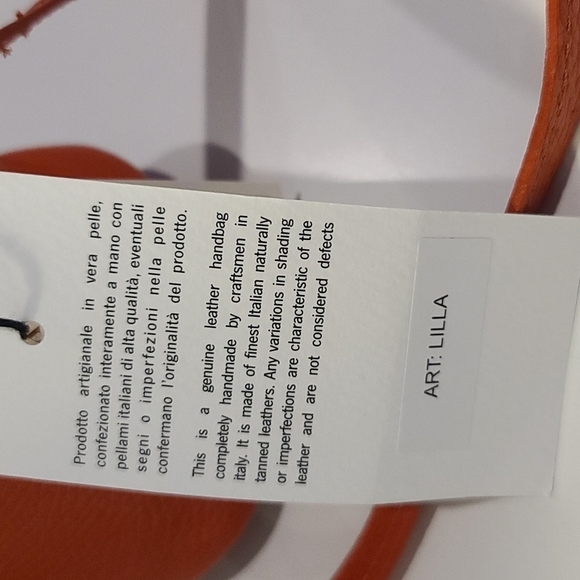 Prodotto artigianale in vera pelle,
confezionato interamente a mano con
pellami italiani di alta qualità, eventuali
segni o imperfezioni nella pelle
confermano l'originalità del prodotto.
This is a genuine leather handbag
completely handmade by craftsmen in
italy. It is made of finest Italian naturally
tanned leathers. Any variations in shading
or imperfections are characteristic of the
leather and are not considered defects
ART: LILLA